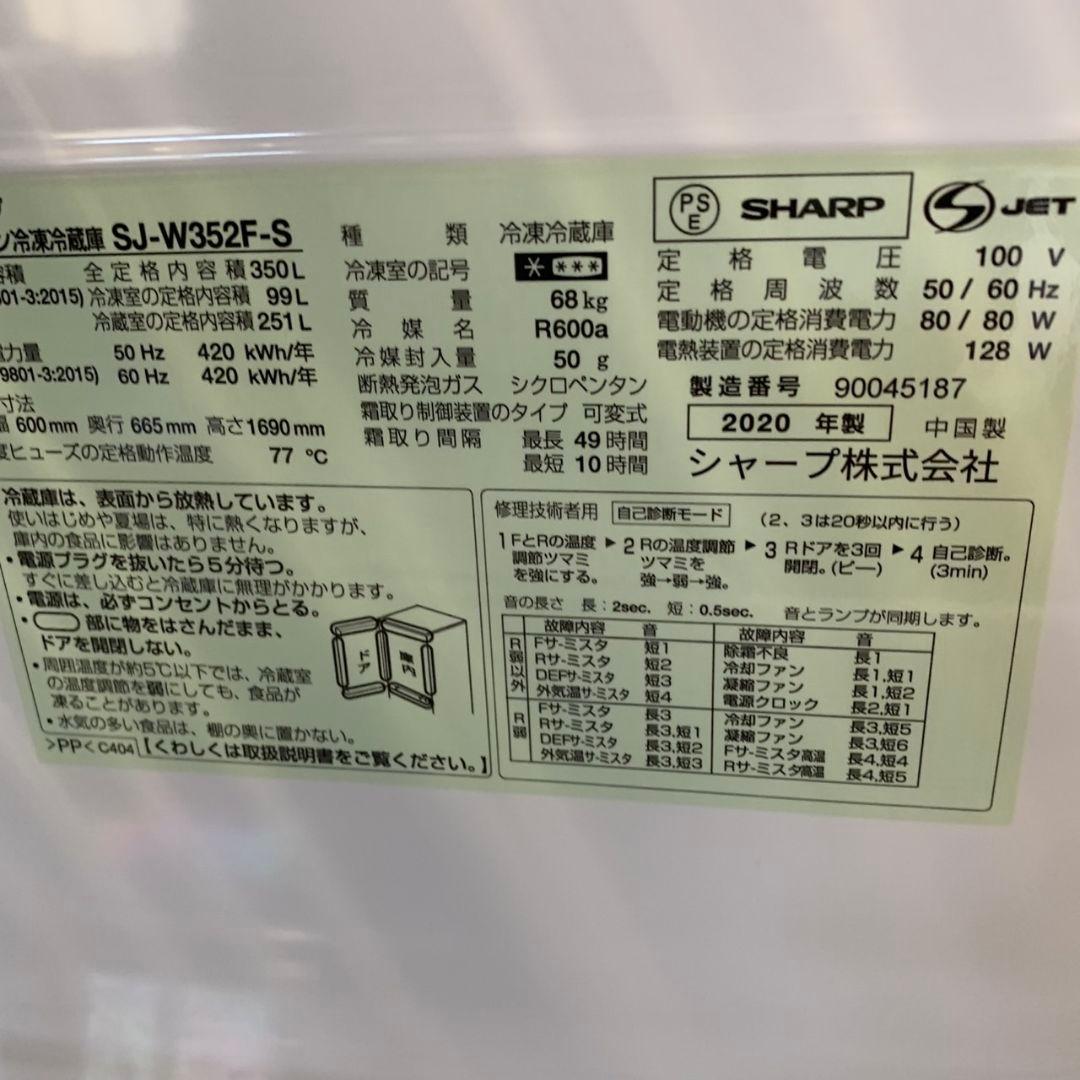 ン冷凍冷蔵庫 SJ-W352F-S
容積 全定格内容積 350L
801-3:2015) 冷凍室の定格内容積 99L
冷蔵室の定格内容積 251L
電力量 50 Hz 420 kWh/年
9801-3:2015) 60 Hz 420 kWh/年
寸法
幅 600mm 奥行 665mm 高さ 1690mm
度ヒューズの定格動作温度 77 ℃
種類 冷凍冷蔵庫
冷凍室の記号 * ***
質量 68kg
冷媒名 R600a
冷媒封入量 50 g
断熱発泡ガス シクロペンタン
霜取り制御装置のタイプ 可変式
霜取り間隔 最長 49時間
最短 10時間
PSE SHARP S JET
定格電圧 100 V
定格周波数 50 / 60 Hz
電動機の定格消費電力 80 / 80 W
電熱装置の定格消費電力 128 W
製造番号 90045187
2020 年製 中国製
シャープ株式会社
冷蔵庫は、表面から放熱しています。
使いはじめや夏場は、特に熱くなりますが、
庫内の食品に影響はありません。
・電源プラグを抜いたら5分待つ。
すぐに差し込むと冷蔵庫に無理がかかります。
・電源は、必ずコンセントからとる。
・ 部に物をはさんだまま、
ドアを開閉しない。
・周囲温度が約5℃以下では、冷蔵室
の温度調節を弱にしても、食品が
凍ることがあります。
・水気の多い食品は、棚の奥に置かない。
>PP< C404 【くわしくは取扱説明書をご覧ください。】
ドア 庫内
修理技術者用 自己診断モード (2、3は20秒以内に行う)
1 FとRの温度調節ツマミを強にする。 ▶ 2 Rの温度調節ツマミを強→弱→強。 ▶ 3 Rドアを3回開閉。(ピー) ▶ 4 自己診断。(3min)
音の長さ 長:2sec. 短:0.5sec. 音とランプが同期します。
故障内容 音 故障内容 音
R弱以外 Fサ-ミスタ 短1 除霜不良 長1
Rサ-ミスタ 短2 冷却ファン 長1,短1
DEFサ-ミスタ 短3 凝縮ファン 長1,短2
外気温サ-ミスタ 短4 電源クロック 長2,短1
R弱 Fサ-ミスタ 長3 冷却ファン 長3,短5
Rサ-ミスタ 長3,短1 凝縮ファン 長3,短6
DEFサ-ミスタ 長3,短2 Fサ-ミスタ高温 長4,短4
外気温サ-ミスタ 長3,短3 Rサ-ミスタ高温 長4,短5